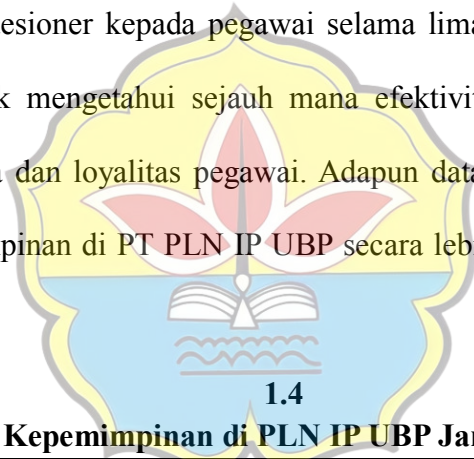 esioner kepada pegawai selama lima
k mengetahui sejauh mana efektivit
dan loyalitas pegawai. Adapun data
pinan di PT PLN IP UBP secara lebi
1.4
Kepemimpinan di PLN IP UBP Jar